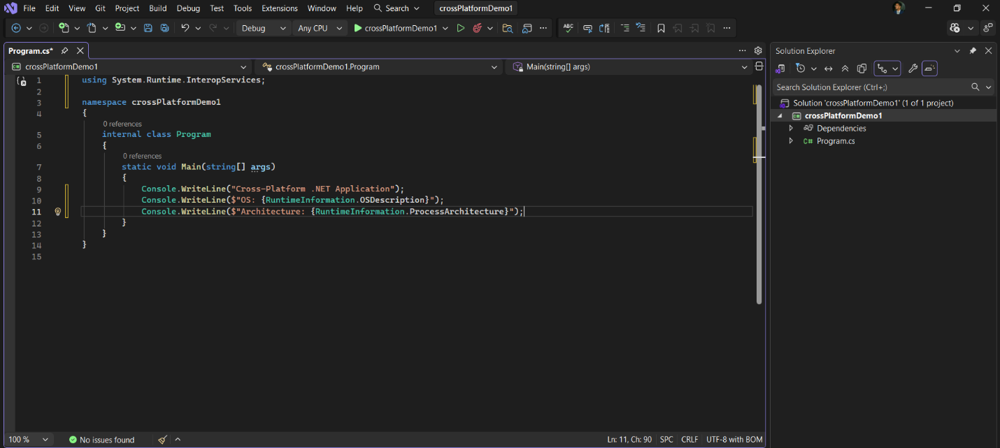 File Edit View Git Project Build Debug Test Tools Extensions Window Help Search crossPlatformDemo1
Debug Any CPU crossPlatformDemo1 ABC
Program.cs*
crossPlatformDemo1 crossPlatformDemo1.Program Main(string[] args)
1 using System.Runtime.InteropServices;
2
3 namespace crossPlatformDemo1
4 {
0 references
5 internal class Program
6 {
0 references
7 static void Main(string[] args)
8 {
9 Console.WriteLine("Cross-Platform .NET Application");
10 Console.WriteLine($"OS: {RuntimeInformation.OSDescription}");
11 Console.WriteLine($"Architecture: {RuntimeInformation.ProcessArchitecture}");
12 }
13 }
14 }
15
100 % No issues found Ln: 11, Ch: 90 SPC CRLF UTF-8 with BOM
Solution Explorer
Search Solution Explorer (Ctrl+;)
Solution 'crossPlatformDemo1' (1 of 1 project)
C# crossPlatformDemo1
Dependencies
C# Program.cs